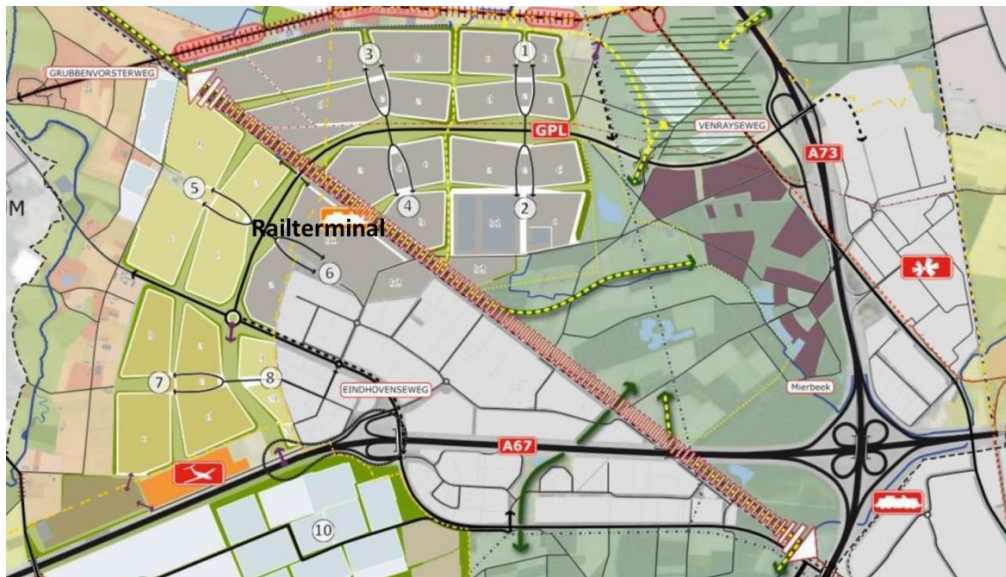 3
1
GRUBBENVORSTERWEG
GPL
VENRAYSEWEG
A73
5
4
2
M
Railterminal
6
7
8
EINDHOVENSEWEG
Mierbeek
A67
10